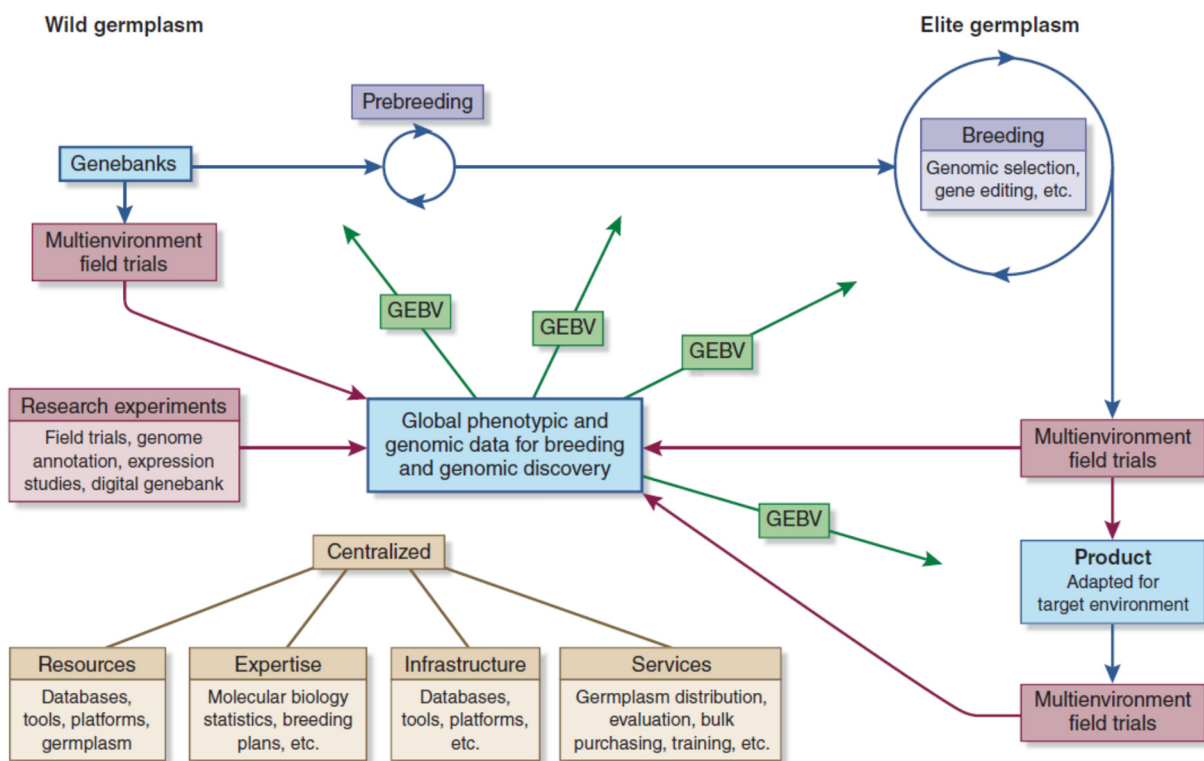 Wild germplasm
Elite germplasm
Prebreeding
Genebanks
Breeding
Genomic selection,
gene editing, etc.
Multienvironment
field trials
GEBV
GEBV
GEBV
Research experiments
Field trials, genome
annotation, expression
studies, digital genebank
Global phenotypic and
genomic data for breeding
and genomic discovery
Multienvironment
field trials
GEBV
Centralized
Product
Adapted for
target environment
Resources
Databases,
tools, platforms,
germplasm
Expertise
Molecular biology
statistics, breeding
plans, etc.
Infrastructure
Databases,
tools, platforms,
etc.
Services
Germplasm distribution,
evaluation, bulk
purchasing, training, etc.
Multienvironment
field trials